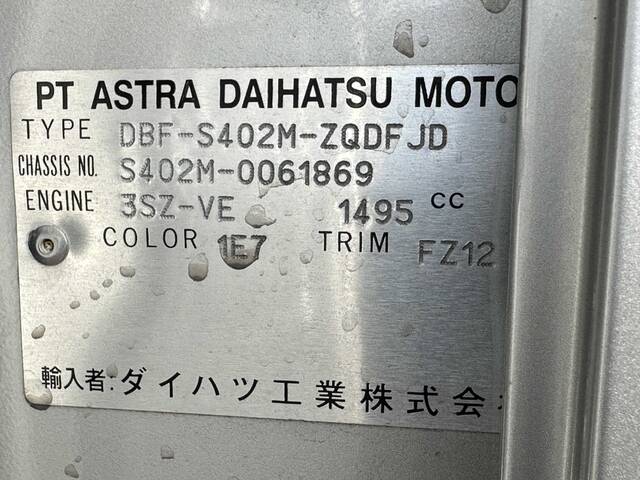 PT ASTRA DAIHATSU MOTO
TYPE DBF-S402M-ZQDFJD
CHASSIS NO. S402M-0061869
ENGINE 3SZ-VE 1495 CC
COLOR 1E7 TRIM FZ12
輸入者:ダイハツ工業株式会